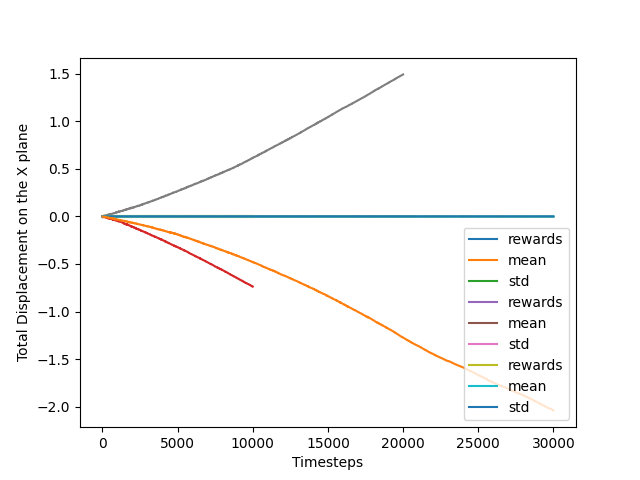 1.5
1.0
0.5
0.0
−0.5
−1.0
−1.5
−2.0
Total Displacement on the X plane
rewards
mean
std
rewards
mean
std
rewards
mean
std
0 5000 10000 15000 20000 25000 30000
Timesteps